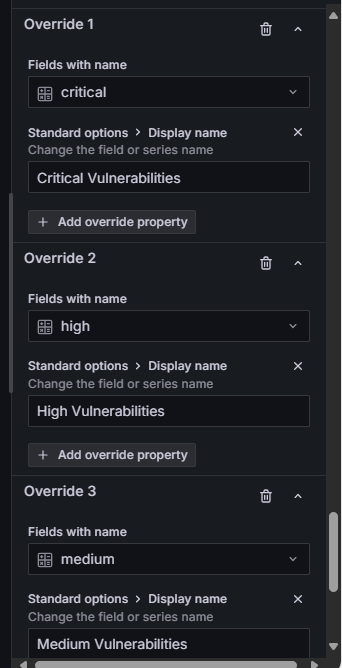 Override 1
Fields with name
critical
Standard options > Display name
Change the field or series name
Critical Vulnerabilities
+ Add override property
Override 2
Fields with name
high
Standard options > Display name
Change the field or series name
High Vulnerabilities
+ Add override property
Override 3
Fields with name
medium
Standard options > Display name
Change the field or series name
Medium Vulnerabilities